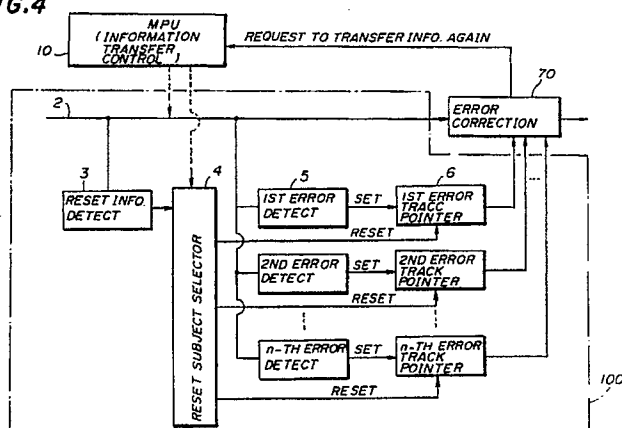 FIG.4
MPU
(INFORMATION
TRANSFER
CONTROL)
10
REQUEST TO TRANSFER INFO. AGAIN
70
2
ERROR
CORRECTION
3
4
5
6
RESET INFO.
DETECT
RESET SUBJECT SELECTOR
1ST ERROR
DETECT
SET
1ST ERROR
TRACC
POINTER
RESET
2ND ERROR
DETECT
SET
2ND ERROR
TRACK
POINTER
RESET
n-TH ERROR
DETECT
SET
n-TH ERROR
TRACK
POINTER
RESET
100